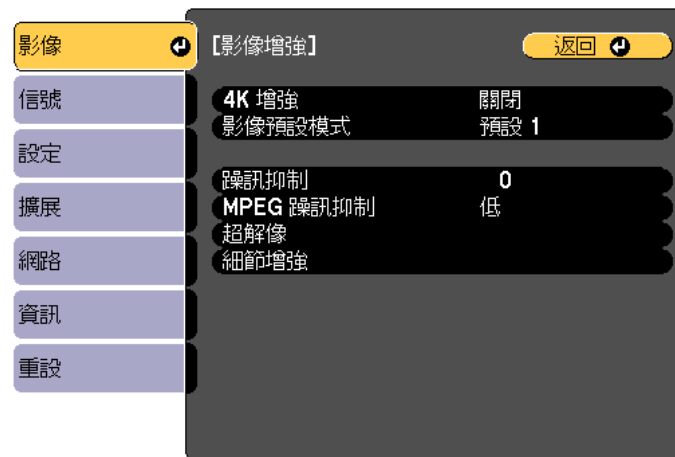 影像
信號
設定
擴展
網路
資訊
重設
【影像增強】 返回
4K 增強 關閉
影像預設模式 預設 1
躁訊抑制 0
MPEG 躁訊抑制 低
超解像
細節增強